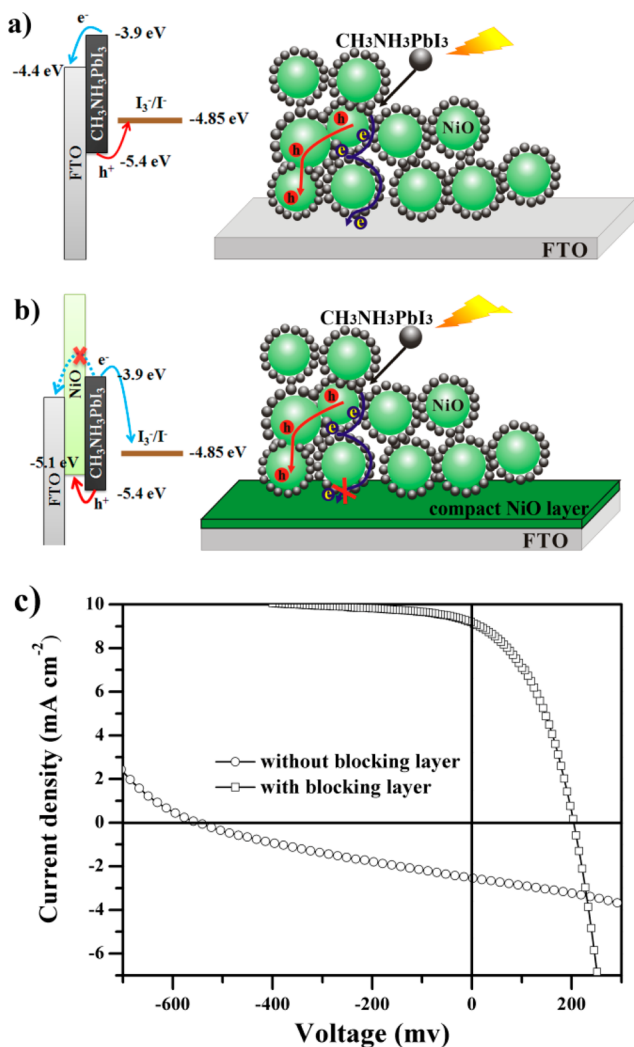 a)
e-
-3.9 eV
-4.4 eV
CH3NH3PbI3
I3-/I-
-4.85 eV
-5.4 eV
h+
FTO
CH3NH3PbI3
NiO
h
h
e
e
FTO
b)
e-
-3.9 eV
NiO
CH3NH3PbI3
I3-/I-
-4.85 eV
-5.1 eV
FTO
-5.4 eV
h+
CH3NH3PbI3
NiO
h
h
e
e
compact NiO layer
FTO
c)
Current density (mA cm-2)
10
8
6
4
2
0
-2
-4
-6
without blocking layer
with blocking layer
-600
-400
-200
0
200
Voltage (mv)